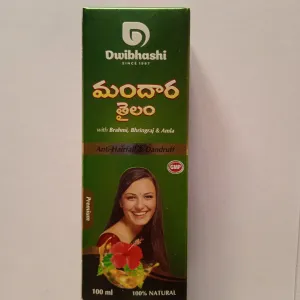 Dwibhashi
SINCE 1947
మందార
తైలం
with Brahmi, Bhringraj & Amla
Anti-Hairfall & Dandruff
GMP
Premium
100 ml
100% NATURAL